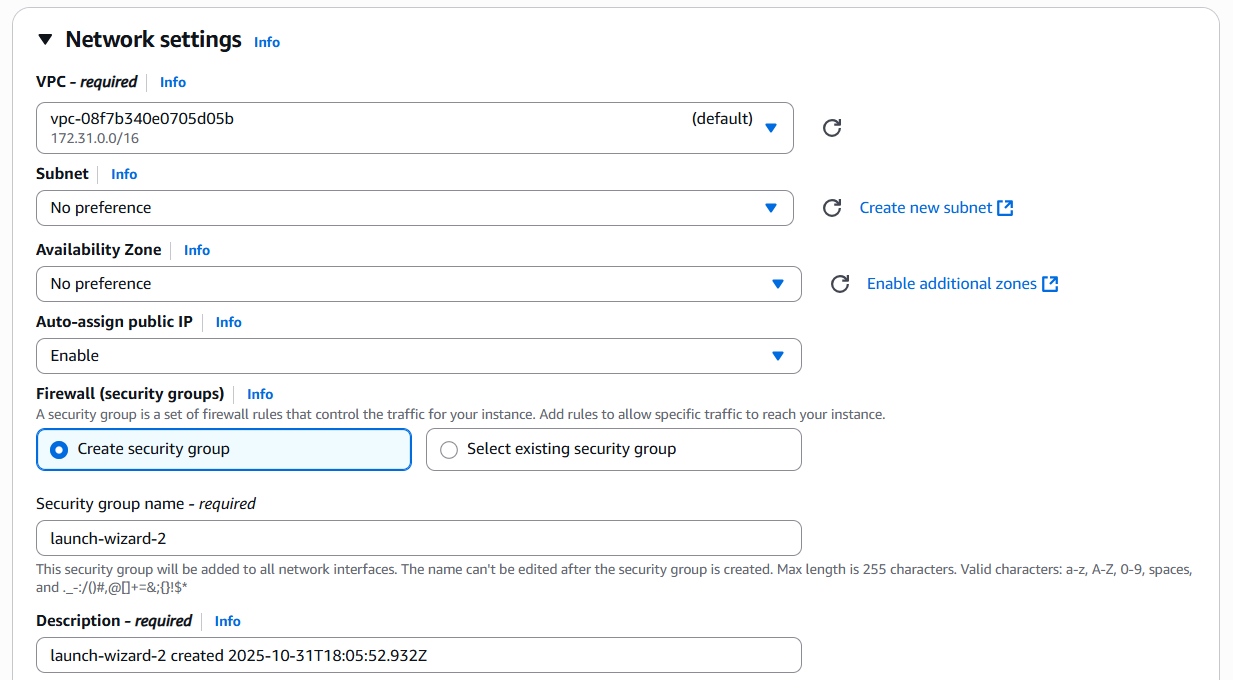 Network settings Info
VPC - required Info
vpc-08f7b340e0705d05b (default)
172.31.0.0/16
Subnet Info
No preference
Create new subnet
Availability Zone Info
No preference
Enable additional zones
Auto-assign public IP Info
Enable
Firewall (security groups) Info
A security group is a set of firewall rules that control the traffic for your instance. Add rules to allow specific traffic to reach your instance.
Create security group
Select existing security group
Security group name - required
launch-wizard-2
This security group will be added to all network interfaces. The name can't be edited after the security group is created. Max length is 255 characters. Valid characters: a-z, A-Z, 0-9, spaces,
and ._-:/()#,@[]+=&;{}!$*
Description - required Info
launch-wizard-2 created 2025-10-31T18:05:52.932Z